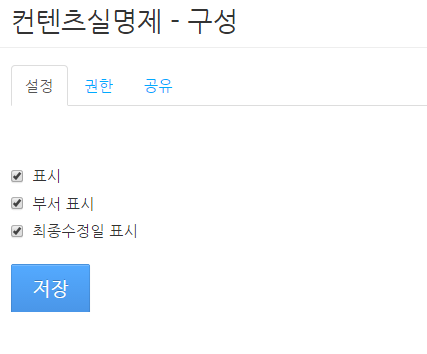 컨텐츠실명제 - 구성
설정 권한 공유
표시
부서 표시
최종수정일 표시
저장